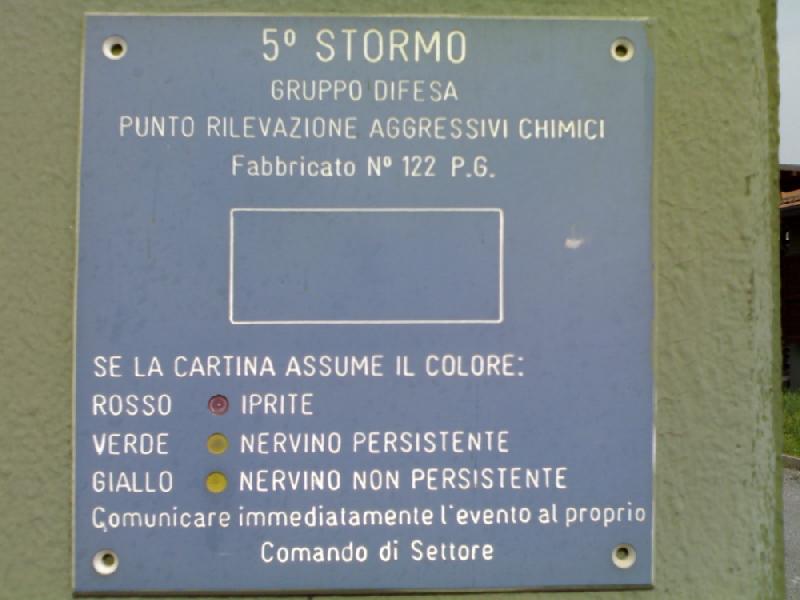 5º STORMO
GRUPPO DIFESA
PUNTO RILEVAZIONE AGGRESSIVI CHIMICI
Fabbricato Nº 122 P.G.
SE LA CARTINA ASSUME IL COLORE:
ROSSO IPRITE
VERDE NERVINO PERSISTENTE
GIALLO NERVINO NON PERSISTENTE
Comunicare immediatamente l'evento al proprio
Comando di Settore